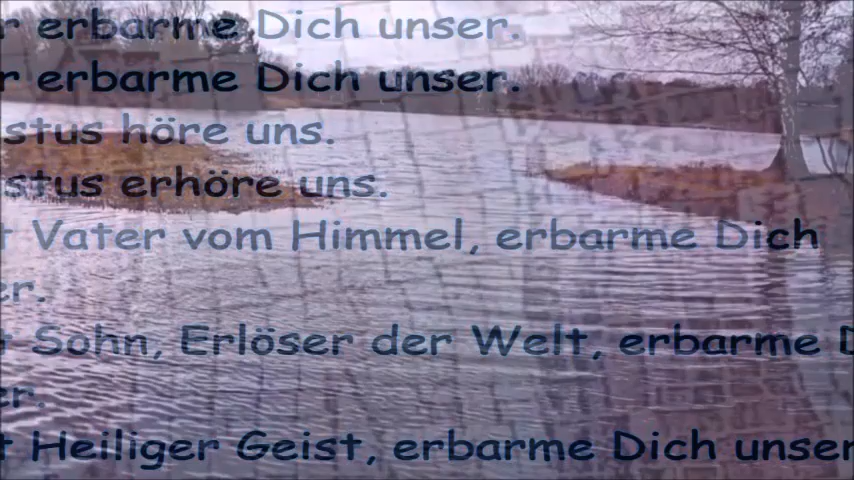 r erbarme Dich unser.
r erbarme Dich unser.
stus höre uns.
stus erhöre uns.
t Vater vom Himmel, erbarme Dich
er.
t Sohn, Erlöser der Welt, erbarme D
er.
t Heiliger Geist, erbarme Dich unser